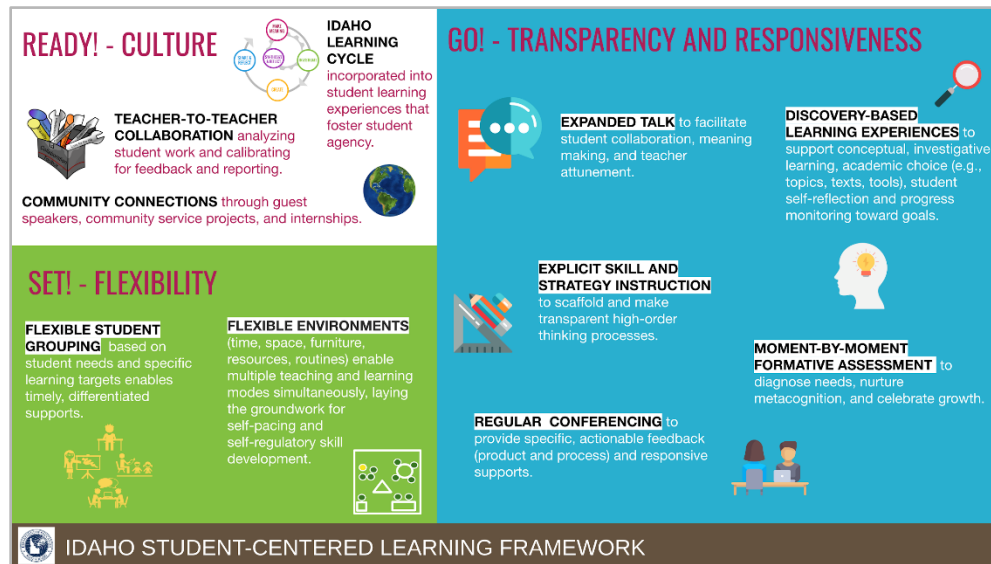 READY! - CULTURE
IDAHO
LEARNING
CYCLE
incorporated into
student learning
experiences that
foster student
agency.
TEACHER-TO-TEACHER
COLLABORATION analyzing
student work and calibrating
for feedback and reporting.
COMMUNITY CONNECTIONS through guest
speakers, community service projects, and internships.
SET! - FLEXIBILITY
FLEXIBLE STUDENT
GROUPING based on
student needs and specific
learning targets enables
timely, differentiated
supports.
FLEXIBLE ENVIRONMENTS
(time, space, furniture,
resources, routines) enable
multiple teaching and learning
modes simultaneously, laying
the groundwork for
self-pacing and
self-regulatory skill
development.
GO! - TRANSPARENCY AND RESPONSIVENESS
EXPANDED TALK to facilitate
student collaboration, meaning
making, and teacher
attunement.
DISCOVERY-BASED
LEARNING EXPERIENCES to
support conceptual, investigative
learning, academic choice (e.g.,
topics, texts, tools), student
self-reflection and progress
monitoring toward goals.
EXPLICIT SKILL AND
STRATEGY INSTRUCTION
to scaffold and make
transparent high-order
thinking processes.
MOMENT-BY-MOMENT
FORMATIVE ASSESSMENT to
diagnose needs, nurture
metacognition, and celebrate growth.
REGULAR CONFERENCING to
provide specific, actionable feedback
(product and process) and responsive
supports.
IDAHO STUDENT-CENTERED LEARNING FRAMEWORK